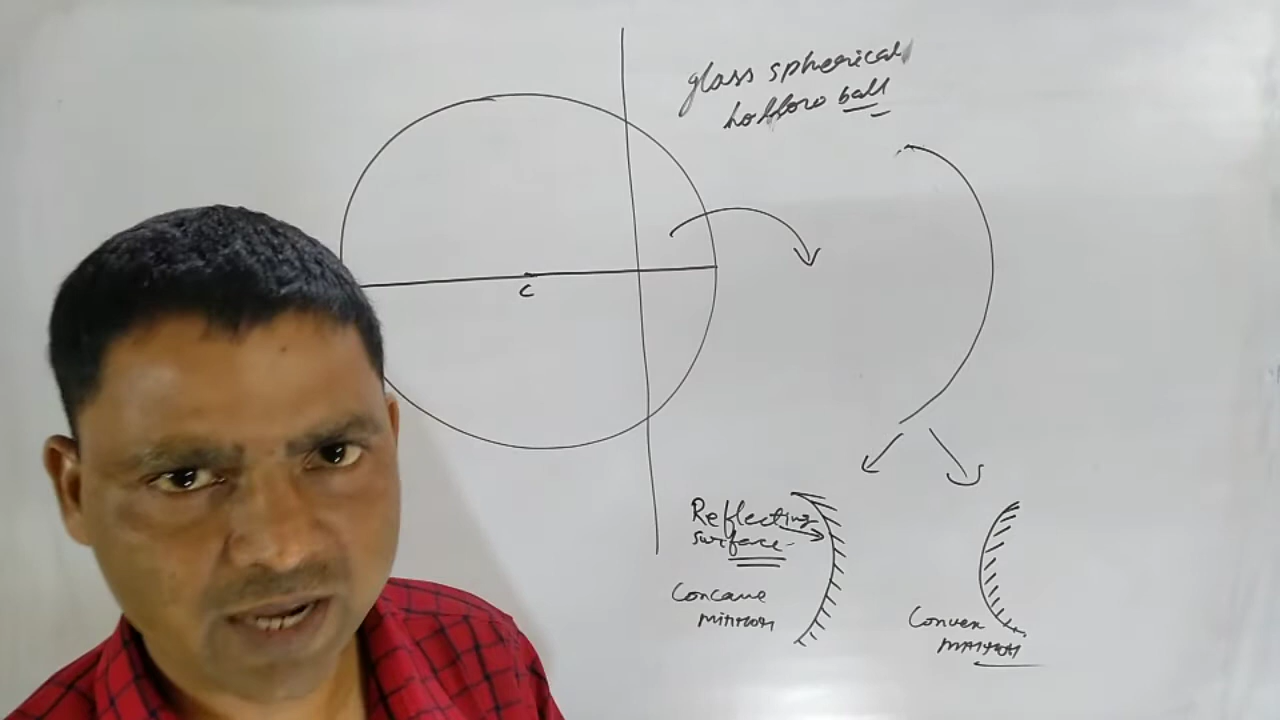 glass spherical
hollow ball
c
Reflecting
surface
Concave
mirror
Convex
mirror